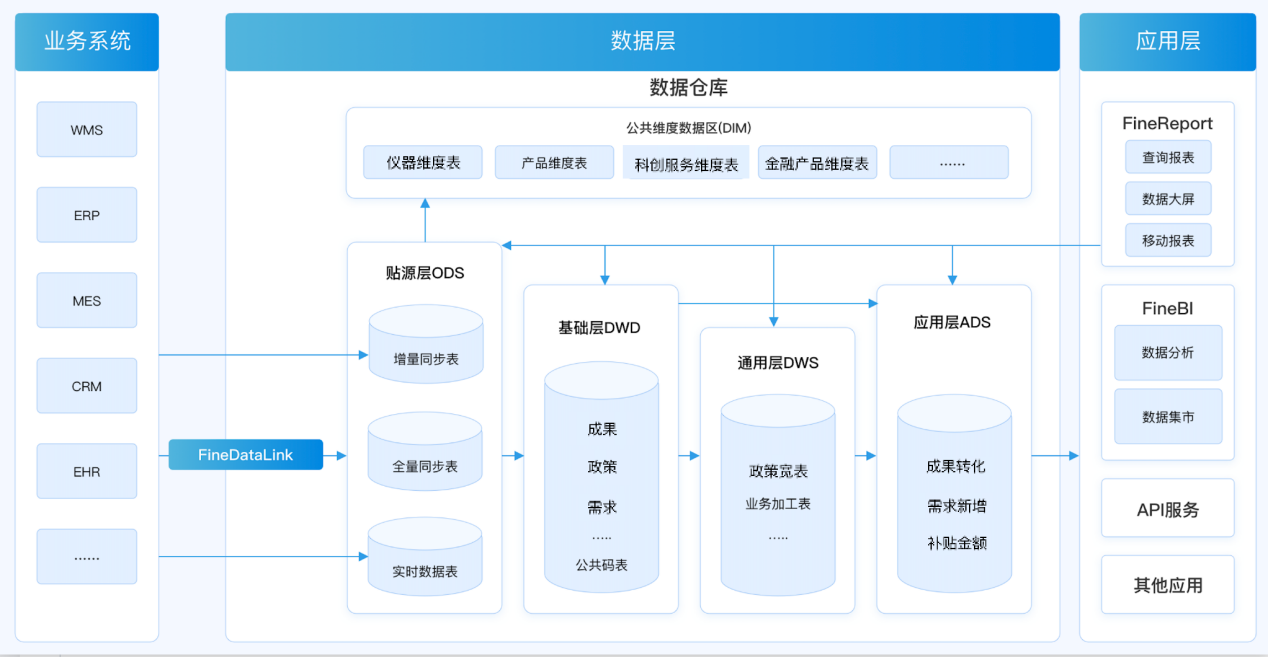 业务系统
WMS
ERP
MES
CRM
EHR
······
FineDataLink
数据层
数据仓库
公共维度数据区(DIM)
仪器维度表
产品维度表
科创服务维度表
金融产品维度表
······
贴源层ODS
增量同步表
全量同步表
实时数据表
基础层DWD
成果
政策
需求
·····
公共码表
通用层DWS
政策宽表
业务加工表
·····
应用层ADS
成果转化
需求新增
补贴金额
应用层
FineReport
查询报表
数据大屏
移动报表
FineBI
数据分析
数据集市
API服务
其他应用